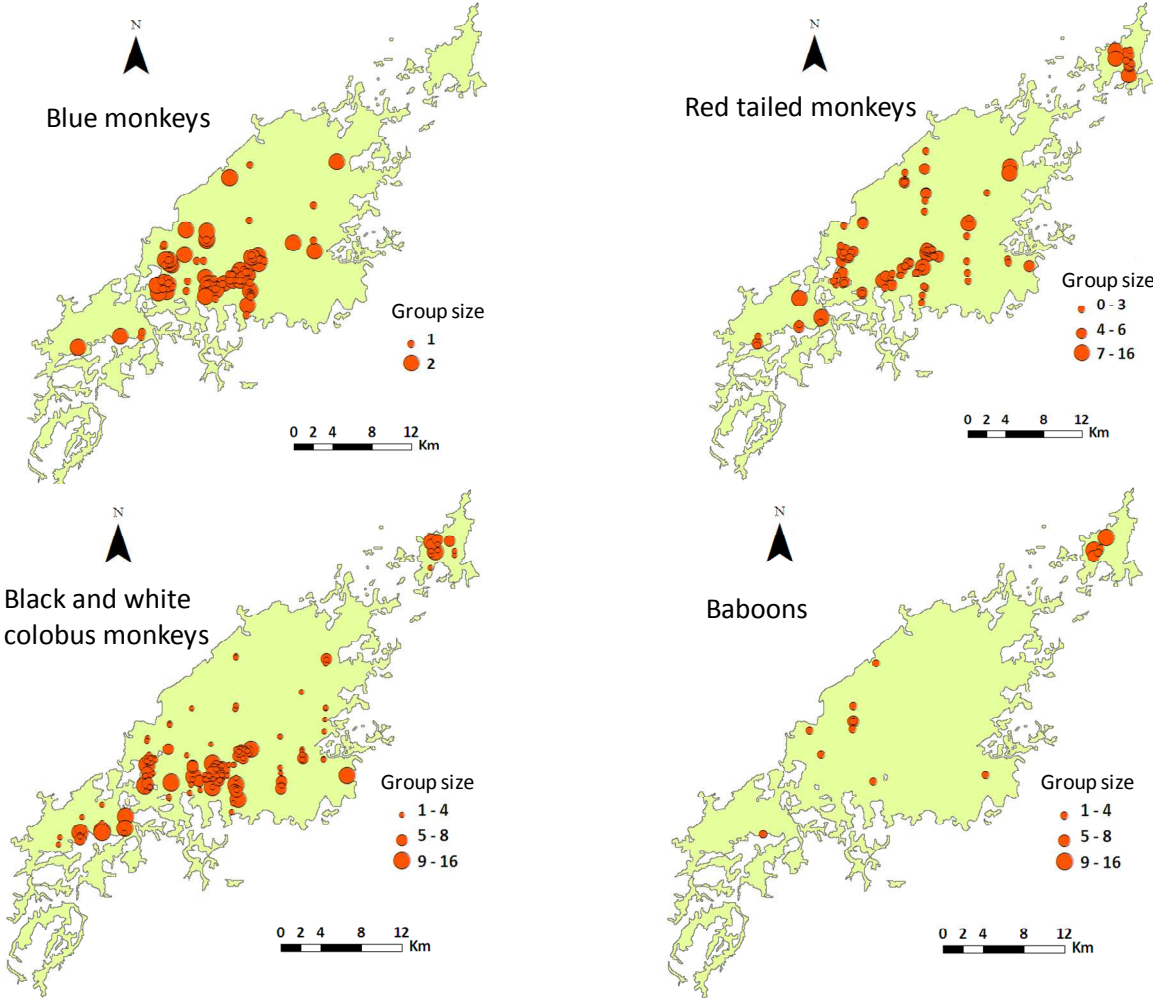 N
Blue monkeys
Group size
1
2
0 2 4 8 12
Km
N
Red tailed monkeys
Group size
0 - 3
4 - 6
7 - 16
0 2 4 8 12
Km
N
Black and white
colobus monkeys
Group size
1 - 4
5 - 8
9 - 16
0 2 4 8 12
Km
N
Baboons
Group size
1 - 4
5 - 8
9 - 16
0 2 4 8 12
Km